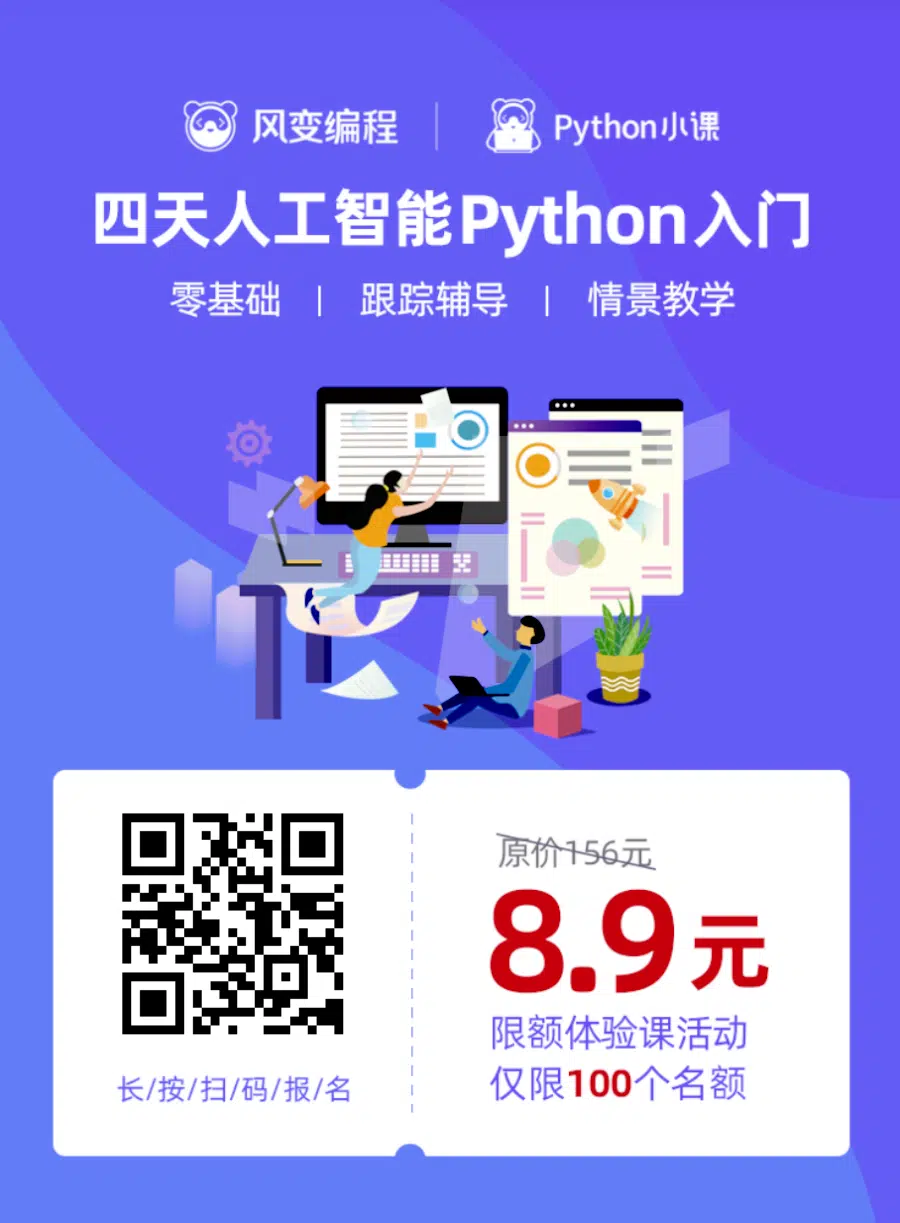 风变编程 | Python小课
四天人工智能Python入门
零基础 | 跟踪辅导 | 情景教学
原价156元
8.9元
限额体验课活动
仅限100个名额
长/按/扫/码/报/名